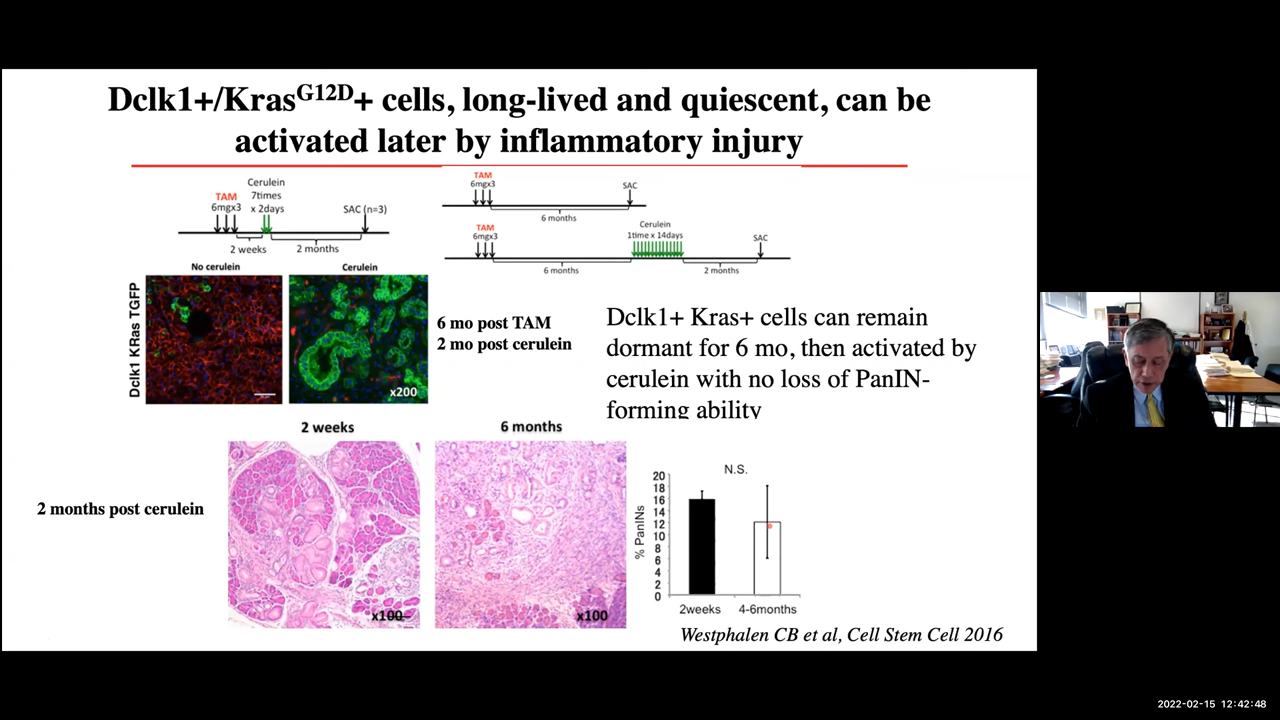 Dclk1+/KrasG12D+ cells, long-lived and quiescent, can be
activated later by inflammatory injury
TAM
6mgx3
Cerulein
7times
x 2days
SAC (n=3)
2 weeks
2 months
TAM
6mgx3
SAC
6 months
TAM
6mgx3
Cerulein
1time x 14days
SAC
6 months
2 months
No cerulein
Cerulein
Dclk1 KRas TGFP
x200
6 mo post TAM
2 mo post cerulein
Dclk1+ Kras+ cells can remain
dormant for 6 mo, then activated by
cerulein with no loss of PanIN-
forming ability
2 weeks
6 months
2 months post cerulein
x100
x100
N.S.
% PanINs
20
18
16
14
12
10
8
6
4
2
0
2weeks
4-6months
Westphalen CB et al, Cell Stem Cell 2016
2022-02-15 12:42:48